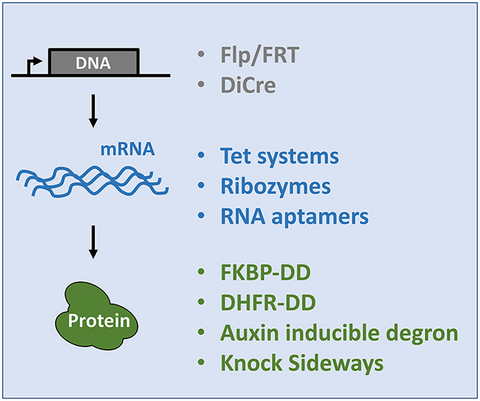 DNA
• Flp/FRT
• DiCre
mRNA
• Tet systems
• Ribozymes
• RNA aptamers
Protein
• FKBP-DD
• DHFR-DD
• Auxin inducible degron
• Knock Sideways